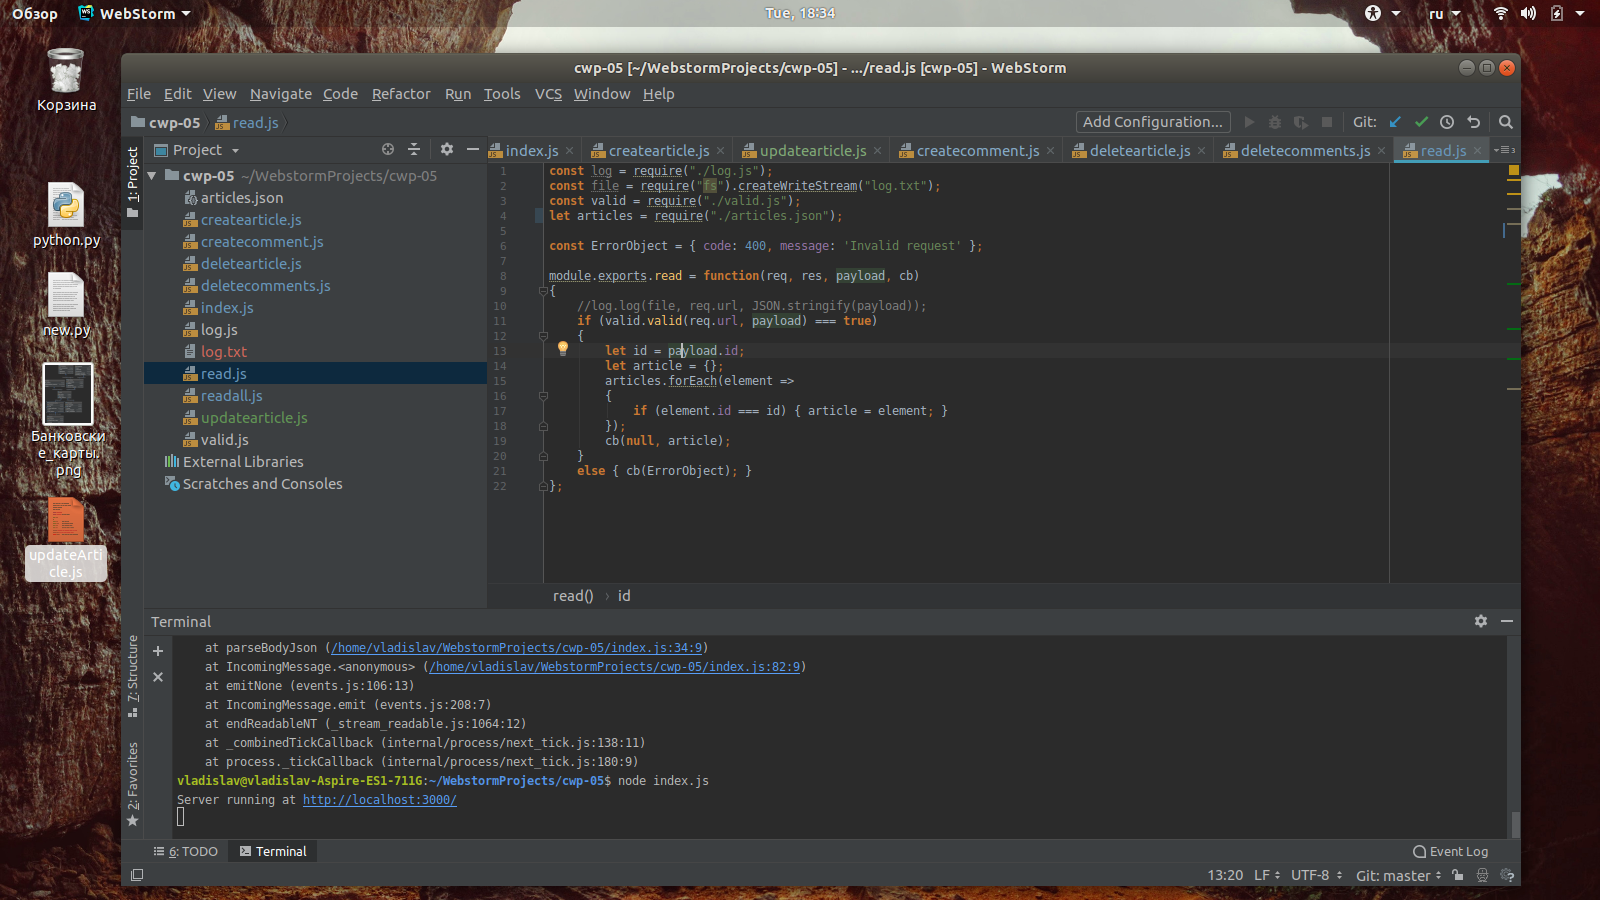 Обзор WebStorm Tue, 18:34 ru
Корзина
python.py
new.py
Банковски
е_карты.
png
updateArti
cle.js
cwp-05 [~/WebstormProjects/cwp-05] - .../read.js [cwp-05] - WebStorm
File Edit View Navigate Code Refactor Run Tools VCS Window Help
cwp-05 read.js Add Configuration... Git:
1: Project
7: Structure
2: Favorites
Project
cwp-05 ~/WebstormProjects/cwp-05
articles.json
createarticle.js
createcomment.js
deletearticle.js
deletecomments.js
index.js
log.js
log.txt
read.js
readall.js
updatearticle.js
valid.js
External Libraries
Scratches and Consoles
index.js createarticle.js updatearticle.js createcomment.js deletearticle.js deletecomments.js read.js 3
1 const log = require("./log.js");
2 const file = require("fs").createWriteStream("log.txt");
3 const valid = require("./valid.js");
4 let articles = require("./articles.json");
5
6 const ErrorObject = { code: 400, message: 'Invalid request' };
7
8 module.exports.read = function(req, res, payload, cb)
9 {
10 //log.log(file, req.url, JSON.stringify(payload));
11 if (valid.valid(req.url, payload) === true)
12 {
13 let id = payload.id;
14 let article = {};
15 articles.forEach(element =>
16 {
17 if (element.id === id) { article = element; }
18 });
19 cb(null, article);
20 }
21 else { cb(ErrorObject); }
22 };
read() › id
Terminal
at parseBodyJson (/home/vladislav/WebstormProjects/cwp-05/index.js:34:9)
at IncomingMessage.<anonymous> (/home/vladislav/WebstormProjects/cwp-05/index.js:82:9)
at emitNone (events.js:106:13)
at IncomingMessage.emit (events.js:208:7)
at endReadableNT (_stream_readable.js:1064:12)
at _combinedTickCallback (internal/process/next_tick.js:138:11)
at process._tickCallback (internal/process/next_tick.js:180:9)
vladislav@vladislav-Aspire-ES1-711G:~/WebstormProjects/cwp-05$ node index.js
Server running at http://localhost:3000/
6: TODO Terminal Event Log
13:20 LF UTF-8 Git: master